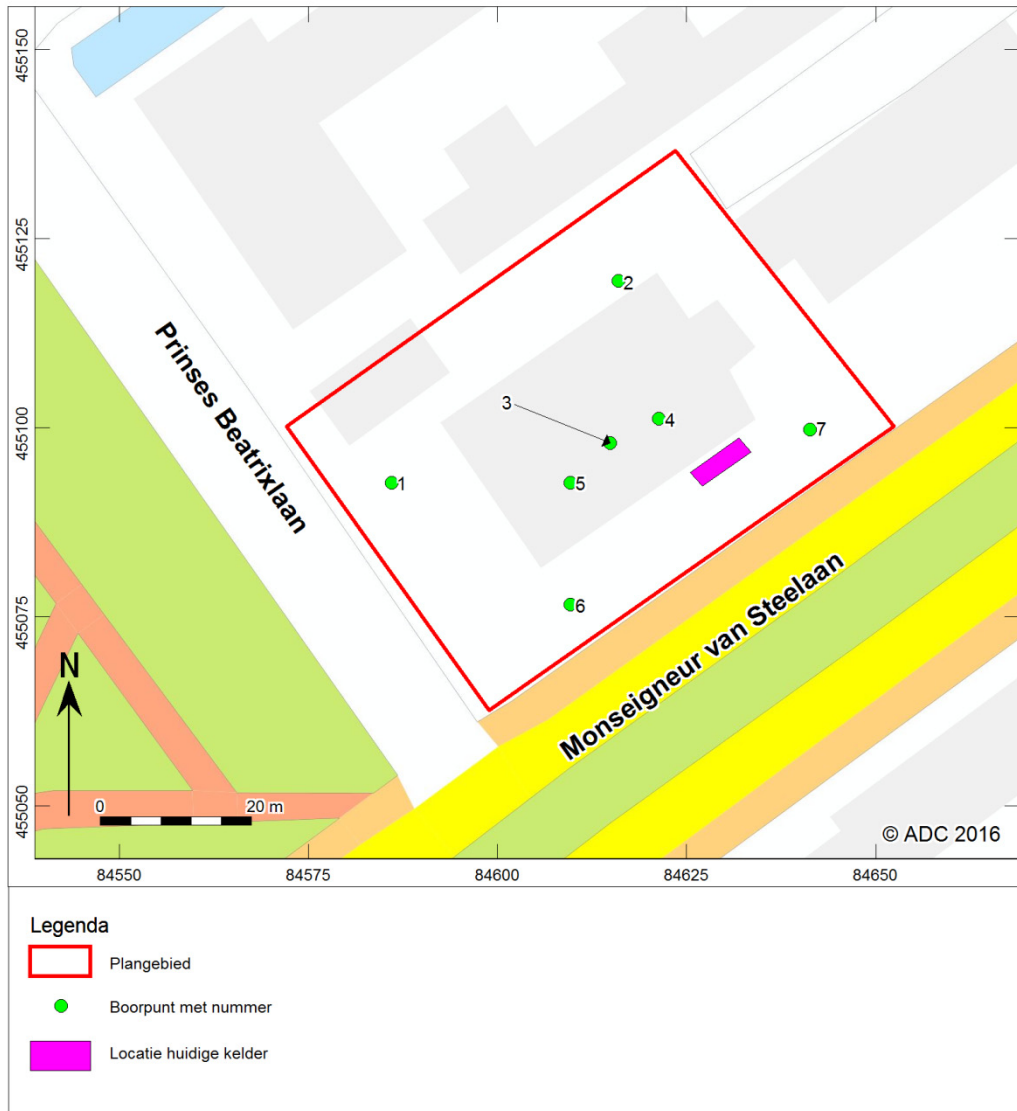 455150
455125
455100
455075
455050
2
3
4
7
1
5
6
Prinses Beatrixlaan
Monseigneur van Steelaan
N
0 20 m
© ADC 2016
84550 84575 84600 84625 84650
Legenda
Plangebied
Boorpunt met nummer
Locatie huidige kelder